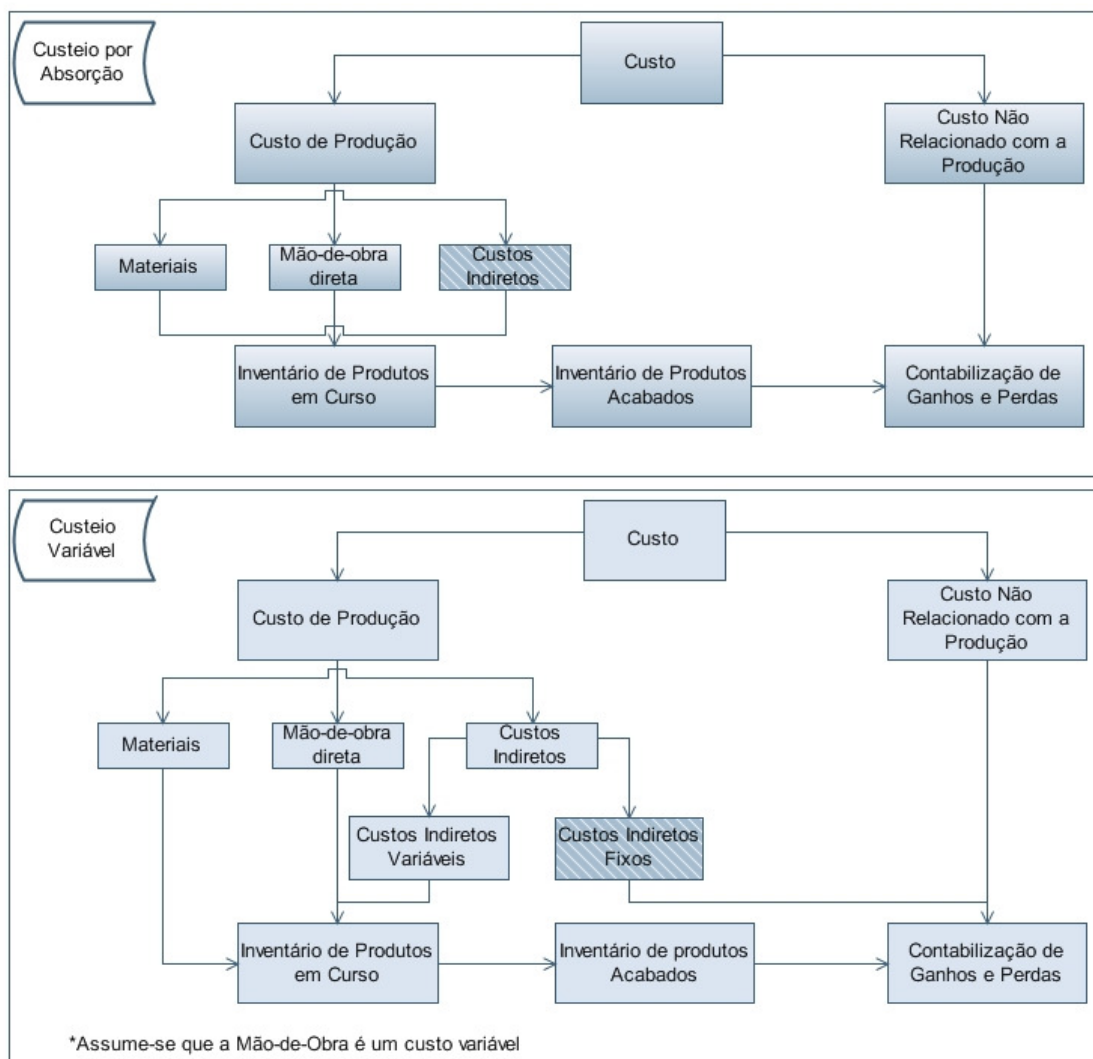 Custeio por
Absorção
Custo
Custo de Produção
Custo Não
Relacionado com a
Produção
Materiais
Mão-de-obra
direta
Custos
Indiretos
Inventário de Produtos
em Curso
Inventário de Produtos
Acabados
Contabilização de
Ganhos e Perdas
Custeio
Variável
Custo
Custo de Produção
Custo Não
Relacionado com a
Produção
Materiais
Mão-de-obra
direta
Custos
Indiretos
Custos Indiretos
Variáveis
Custos Indiretos
Fixos
Inventário de Produtos
em Curso
Inventário de produtos
Acabados
Contabilização de
Ganhos e Perdas
*Assume-se que a Mão-de-Obra é um custo variável